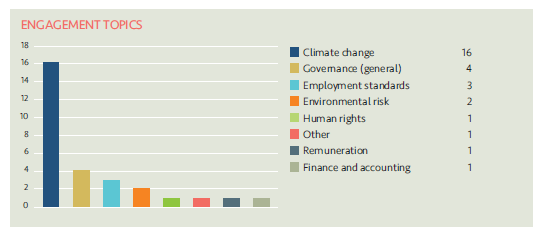 ENGAGEMENT TOPICS
18
16
14
12
10
8
6
4
2
0
Climate change 16
Governance (general) 4
Employment standards 3
Environmental risk 2
Human rights 1
Other 1
Remuneration 1
Finance and accounting 1